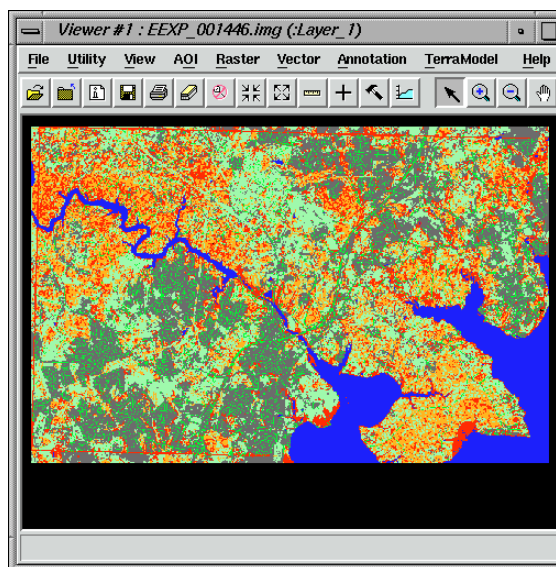 Viewer #1 : EEXP_001446.img (:Layer_1)
File Utility View AOI Raster Vector Annotation TerraModel Help